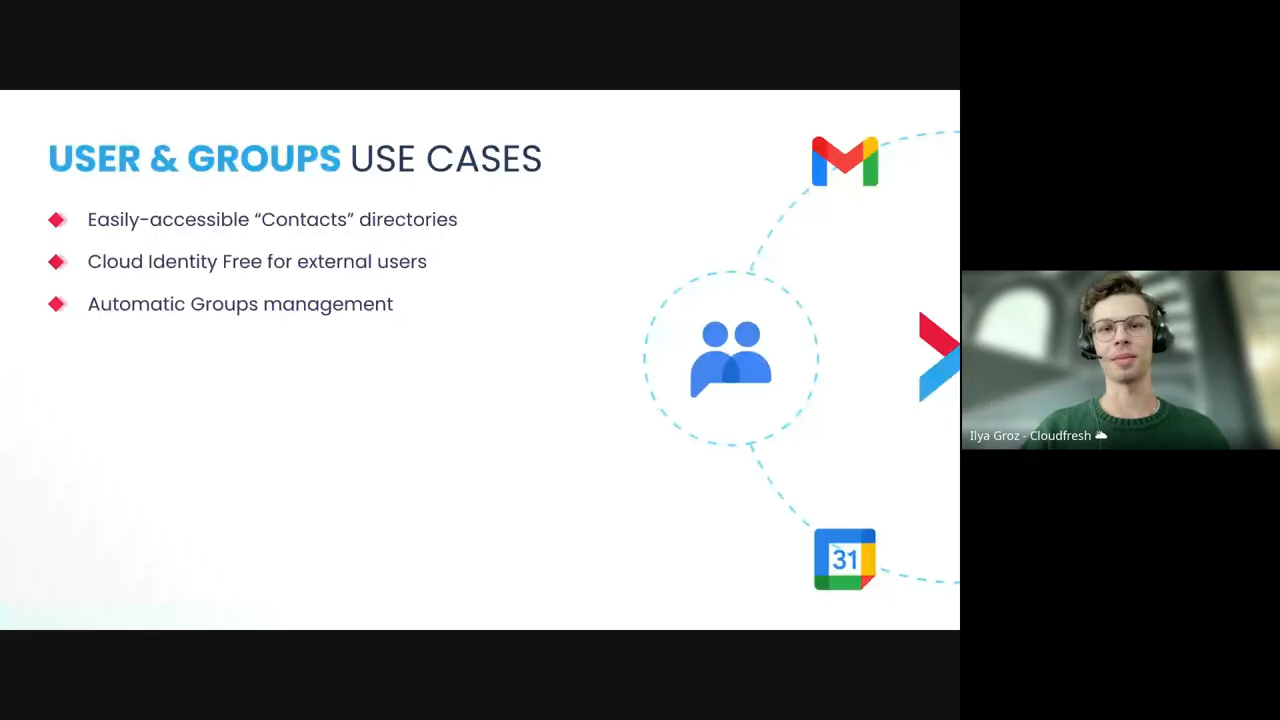 USER & GROUPS USE CASES
Easily-accessible “Contacts” directories
Cloud Identity Free for external users
Automatic Groups management
31
Ilya Groz - Cloudfresh